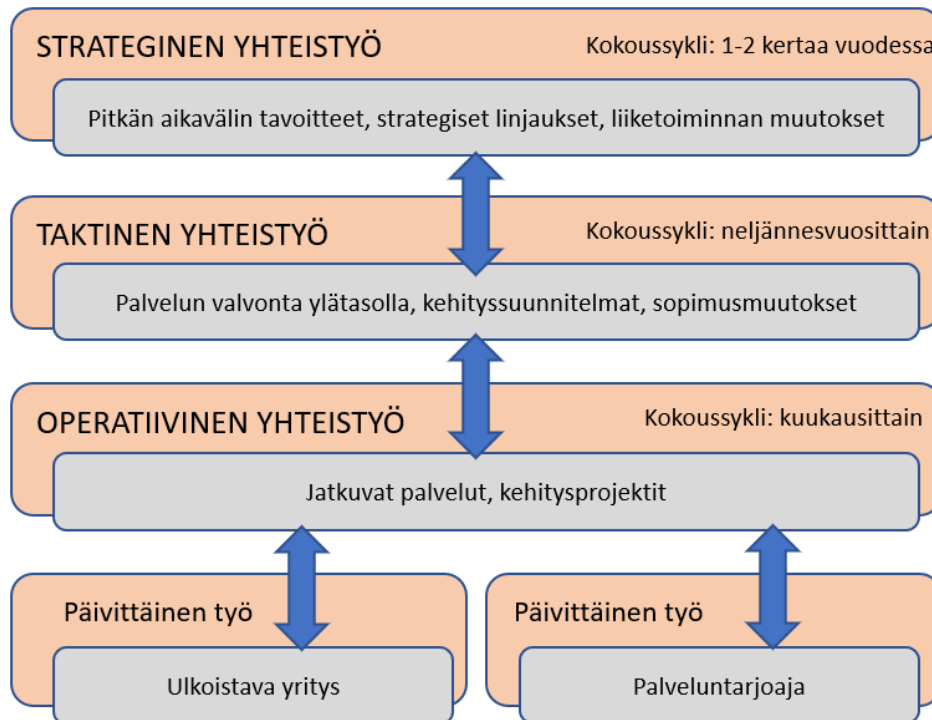 STRATEGINEN YHTEISTYÖ
Kokoussykli: 1-2 kertaa vuodessa
Pitkän aikavälin tavoitteet, strategiset linjaukset, liiketoiminnan muutokset
TAKTINEN YHTEISTYÖ
Kokoussykli: neljännesvuosittain
Palvelun valvonta ylätasolla, kehityssuunnitelmat, sopimusmuutokset
OPERATIIVINEN YHTEISTYÖ
Kokoussykli: kuukausittain
Jatkuvat palvelut, kehitysprojektit
Päivittäinen työ
Ulkoistava yritys
Päivittäinen työ
Palveluntarjoaja